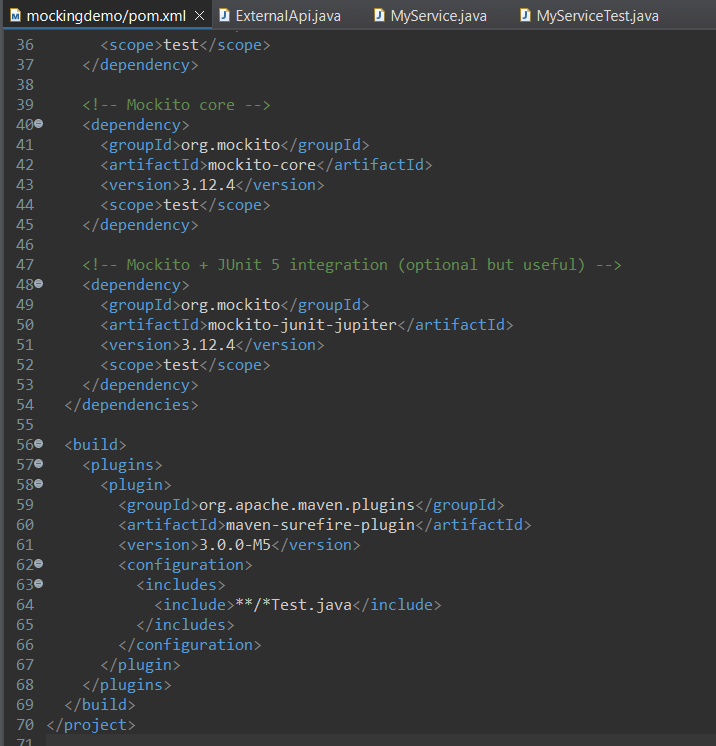 mockingdemo/pom.xml ExternalApi.java MyService.java MyServiceTest.java
36 <scope>test</scope>
37 </dependency>
38
39 <!-- Mockito core -->
40 <dependency>
41 <groupId>org.mockito</groupId>
42 <artifactId>mockito-core</artifactId>
43 <version>3.12.4</version>
44 <scope>test</scope>
45 </dependency>
46
47 <!-- Mockito + JUnit 5 integration (optional but useful) -->
48 <dependency>
49 <groupId>org.mockito</groupId>
50 <artifactId>mockito-junit-jupiter</artifactId>
51 <version>3.12.4</version>
52 <scope>test</scope>
53 </dependency>
54 </dependencies>
55
56 <build>
57 <plugins>
58 <plugin>
59 <groupId>org.apache.maven.plugins</groupId>
60 <artifactId>maven-surefire-plugin</artifactId>
61 <version>3.0.0-M5</version>
62 <configuration>
63 <includes>
64 <include>**/*Test.java</include>
65 </includes>
66 </configuration>
67 </plugin>
68 </plugins>
69 </build>
70 </project>
71